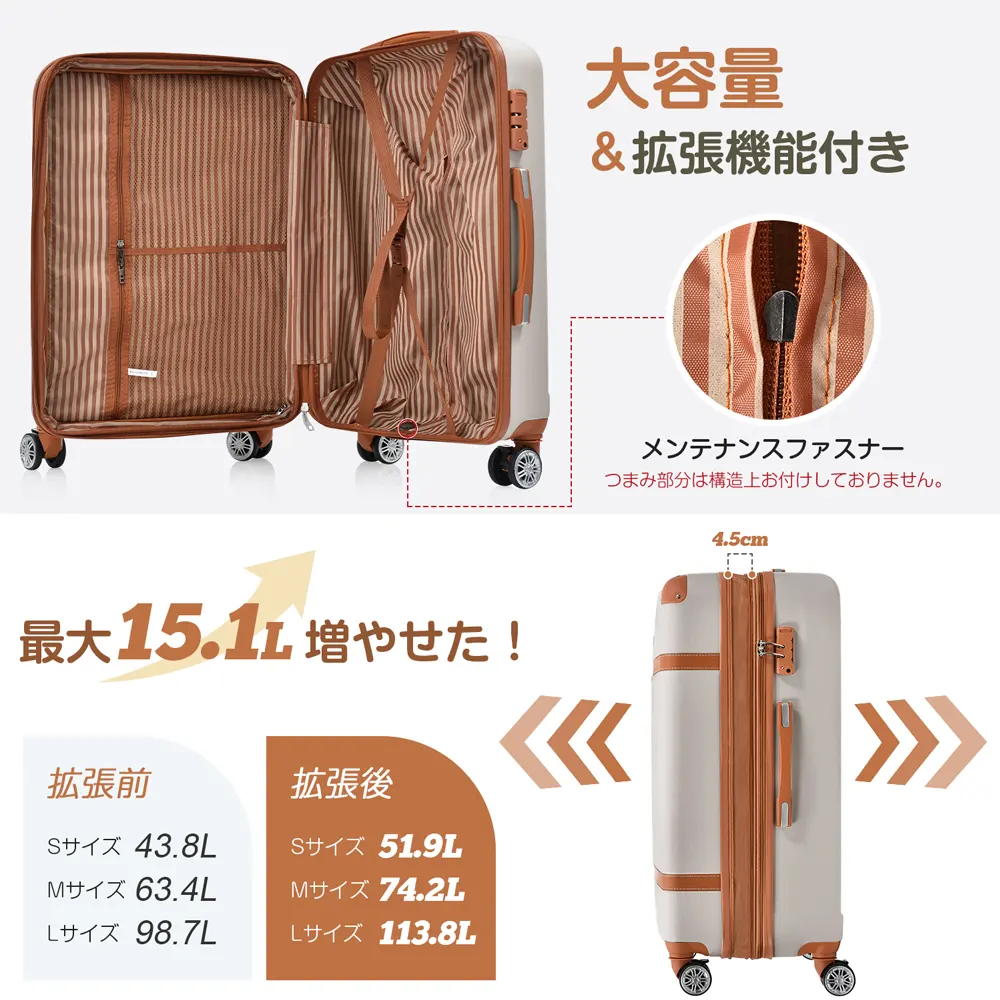 大容量
&拡張機能付き
メンテナンスファスナー
つまみ部分は構造上お付けしておりません。
4.5cm
最大15.1L増やせた！
拡張前
Sサイズ 43.8L
Mサイズ 63.4L
Lサイズ 98.7L
拡張後
Sサイズ 51.9L
Mサイズ 74.2L
Lサイズ 113.8L